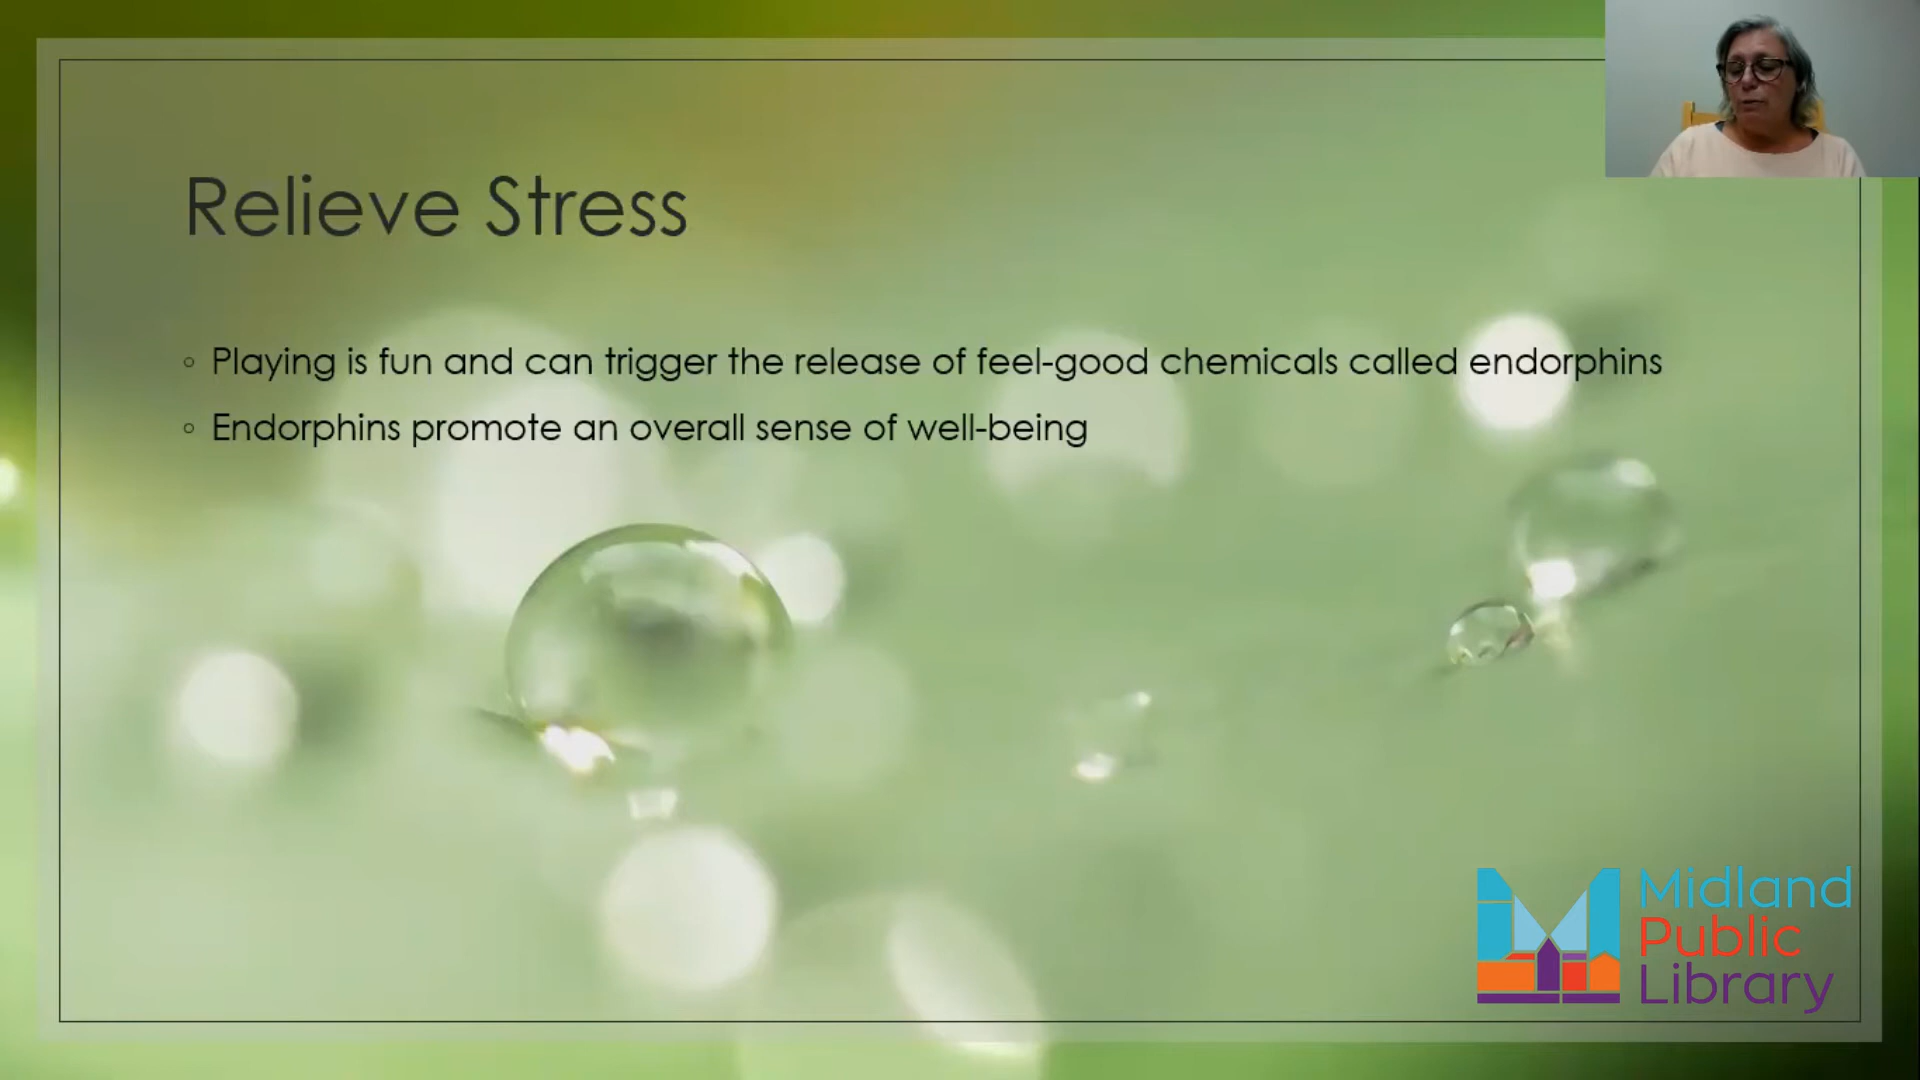 Relieve Stress
◦ Playing is fun and can trigger the release of feel-good chemicals called endorphins
◦ Endorphins promote an overall sense of well-being
Midland
Public
Library